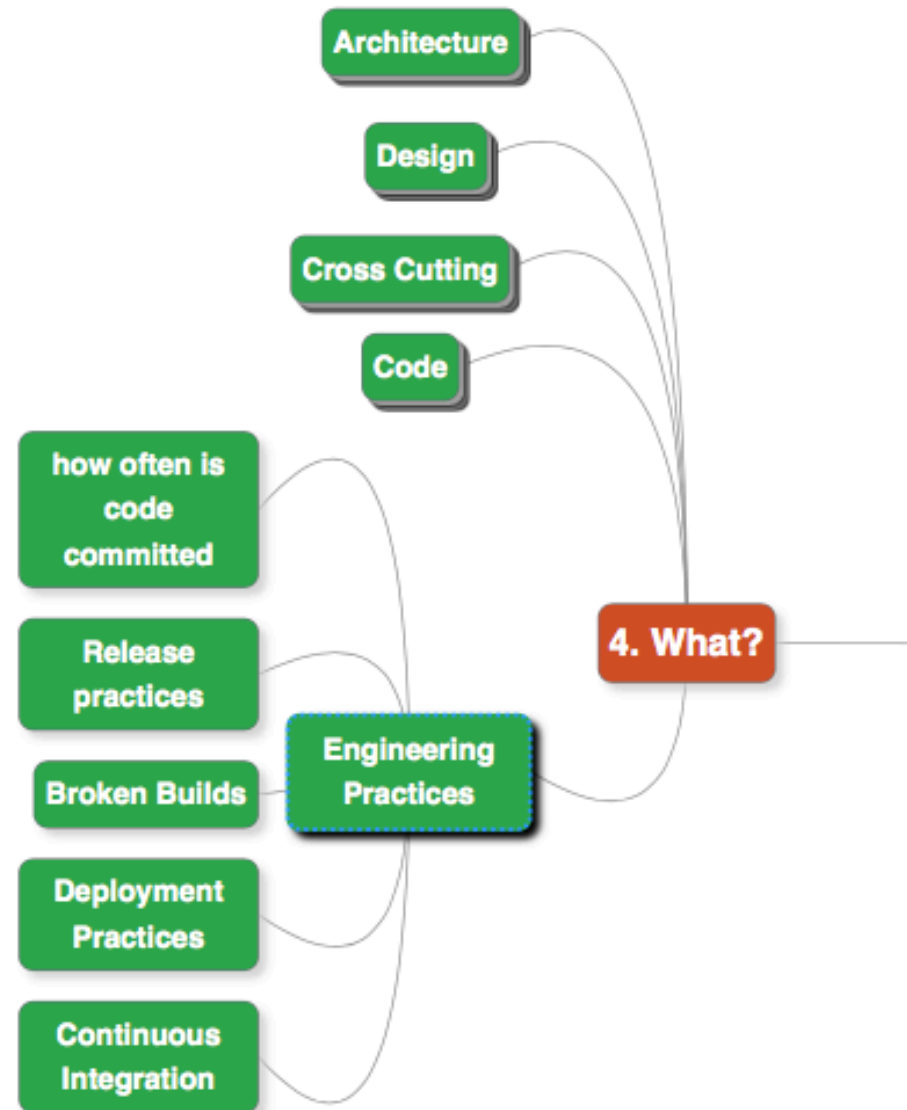 Architecture
Design
Cross Cutting
Code
how often is
code
committed
Release
practices
4. What?
Engineering
Practices
Broken Builds
Deployment
Practices
Continuous
Integration